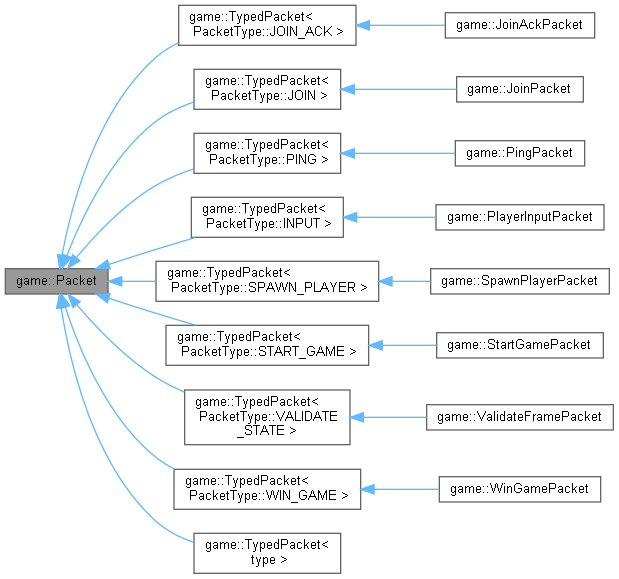 game::TypedPacket<
PacketType::JOIN_ACK >
game::JoinAckPacket
game::TypedPacket<
PacketType::JOIN >
game::JoinPacket
game::TypedPacket<
PacketType::PING >
game::PingPacket
game::TypedPacket<
PacketType::INPUT >
game::PlayerInputPacket
game::Packet
game::TypedPacket<
PacketType::SPAWN_PLAYER >
game::SpawnPlayerPacket
game::TypedPacket<
PacketType::START_GAME >
game::StartGamePacket
game::TypedPacket<
PacketType::VALIDATE
_STATE >
game::ValidateFramePacket
game::TypedPacket<
PacketType::WIN_GAME >
game::WinGamePacket
game::TypedPacket<
type >